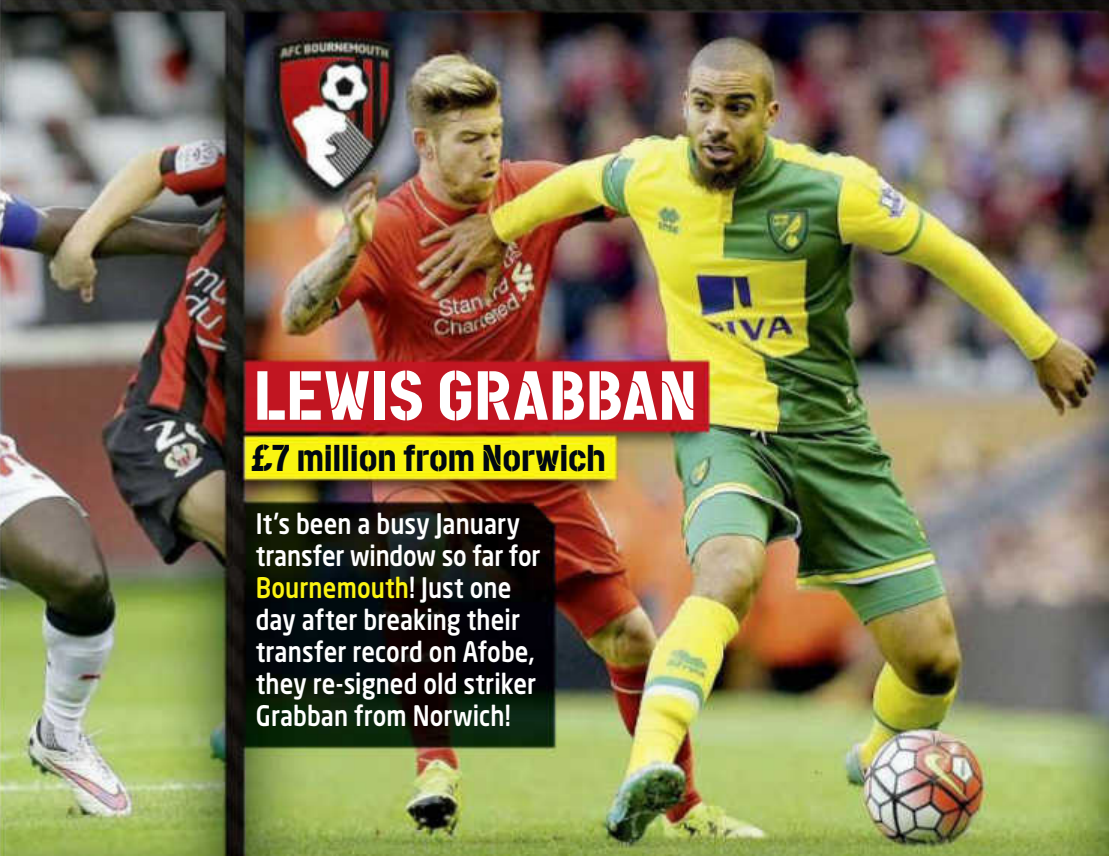 AFC BOURNEMOUTH
Standard
Chartered
LEWIS GRABBAN
£7 million from Norwich
It's been a busy January
transfer window so far for
Bournemouth! Just one
day after breaking their
transfer record on Afobe,
they re-signed old striker
Grabban from Norwich!